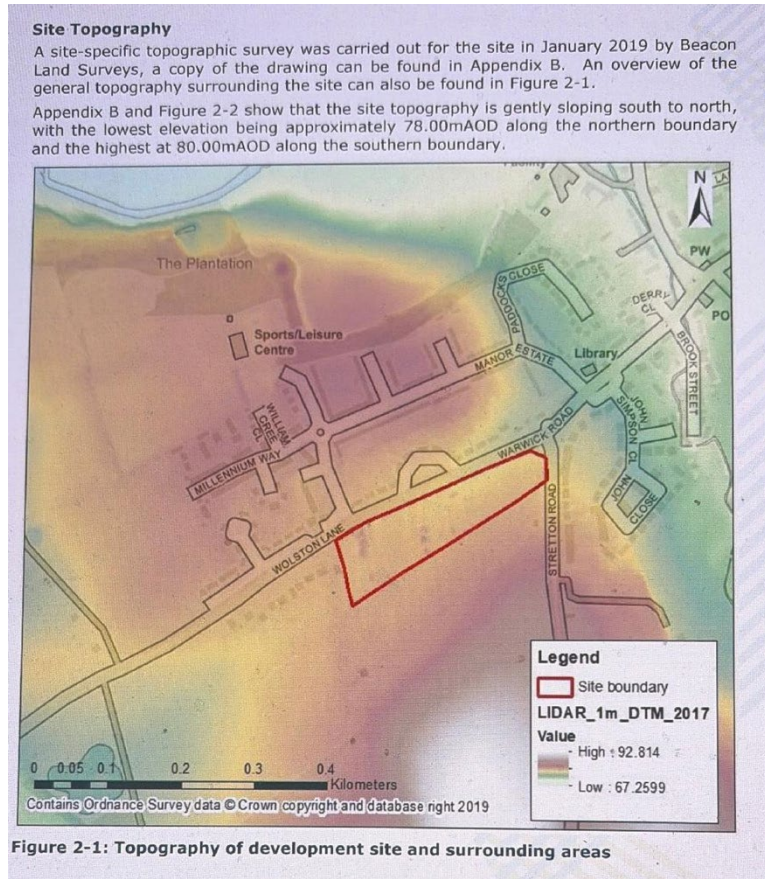 Site Topography
A site-specific topographic survey was carried out for the site in January 2019 by Beacon
Land Surveys, a copy of the drawing can be found in Appendix B. An overview of the
general topography surrounding the site can also be found in Figure 2-1.
Appendix B and Figure 2-2 show that the site topography is gently sloping south to north,
with the lowest elevation being approximately 78.00mAOD along the northern boundary
and the highest at 80.00mAOD along the southern boundary.
N
LA
PW
The Plantation
PADDOCKS CLOSE
DERRY CL
PO
Sports/Leisure
Centre
MANOR ESTATE
Library
BROOK STREET
WILLIAM CREE CL
JOHN SIMPSON CL
WARWICK ROAD
MILLENNIUM WAY
JOHN
CLOSE
STRETTON ROAD
WOLSTON LANE
Legend
Site boundary
LIDAR_1m_DTM_2017
Value
High : 92.814
Low : 67.2599
0 0.05 0.1 0.2 0.3 0.4
Kilometers
Contains Ordnance Survey data © Crown copyright and database right 2019
Figure 2-1: Topography of development site and surrounding areas